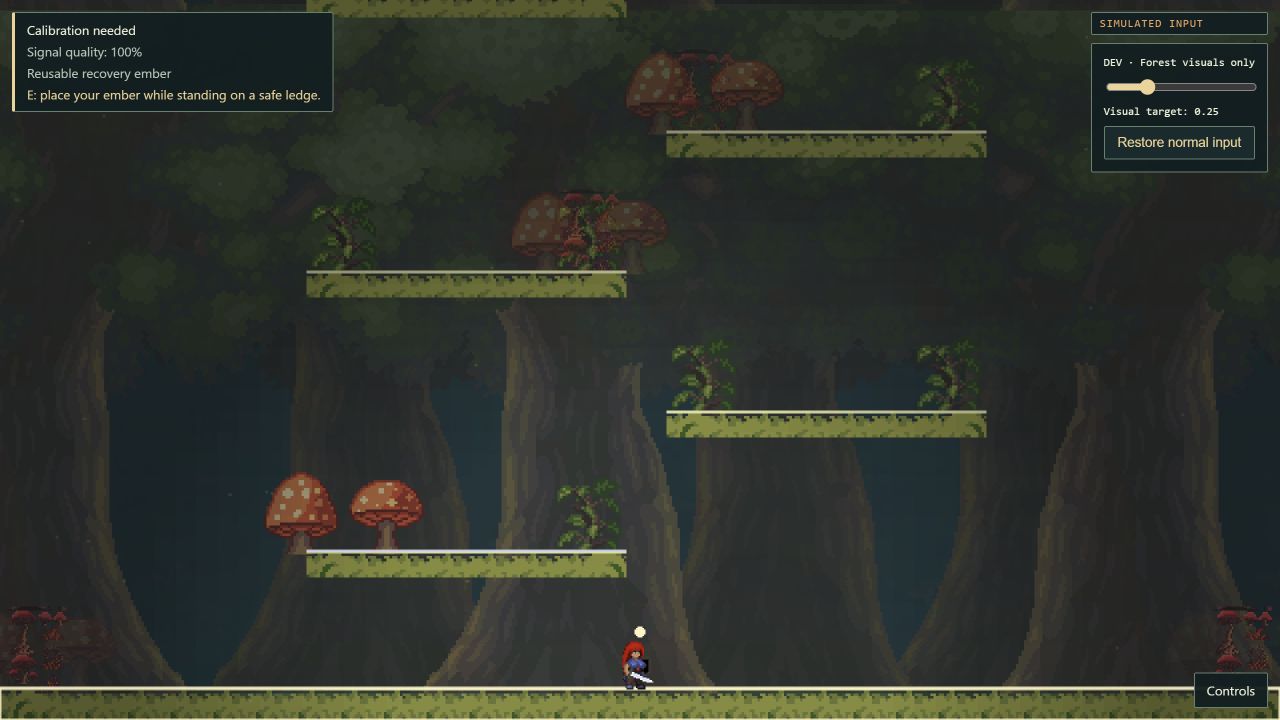 Calibration needed
Signal quality: 100%
Reusable recovery ember
E: place your ember while standing on a safe ledge.
SIMULATED INPUT
DEV · Forest visuals only
Visual target: 0.25
Restore normal input
Controls